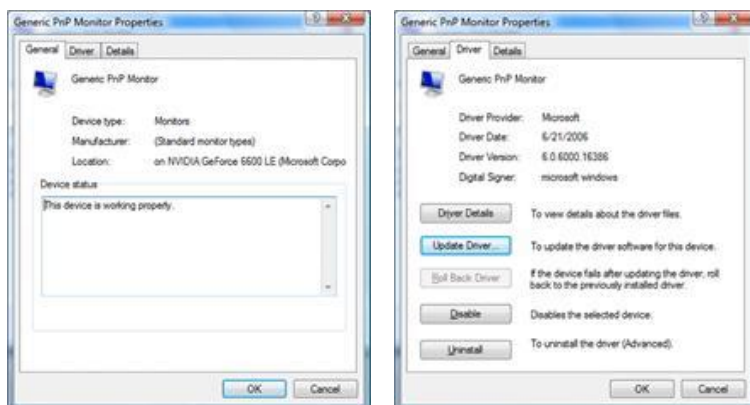 Generic PnP Monitor Properties
General Driver Details
Generic PnP Monitor
Device type: Monitors
Manufacturer: (Standard monitor types)
Location: on NVIDIA GeForce 6600 LE (Microsoft Corpo
Device status
This device is working properly.
OK Cancel
Generic PnP Monitor Properties
General Driver Details
Generic PnP Monitor
Driver Provider: Microsoft
Driver Date: 6/21/2006
Driver Version: 6.0.6000.16386
Digital Signer: microsoft windows
Driver Details To view details about the driver files.
Update Driver... To update the driver software for this device.
Roll Back Driver If the device fails after updating the driver, roll
back to the previously installed driver.
Disable Disables the selected device.
Uninstall To uninstall the driver (Advanced).
OK Cancel